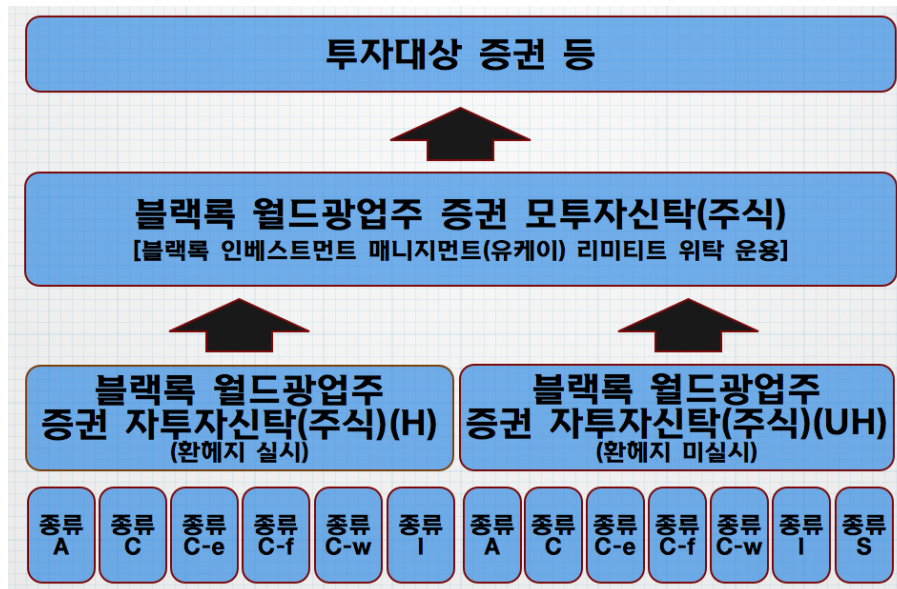 투자대상 증권 등
블랙록 월드광업주 증권 모투자신탁(주식)
[블랙록 인베스트먼트 매니지먼트(유케이) 리미티트 위탁 운용]
블랙록 월드광업주
증권 자투자신탁(주식)(H)
(환헤지 실시)
블랙록 월드광업주
증권 자투자신탁(주식)(UH)
(환헤지 미실시)
종류
A
종류
C
종류
C-e
종류
C-f
종류
C-w
종류
I
종류
A
종류
C
종류
C-e
종류
C-f
종류
C-w
종류
I
종류
S